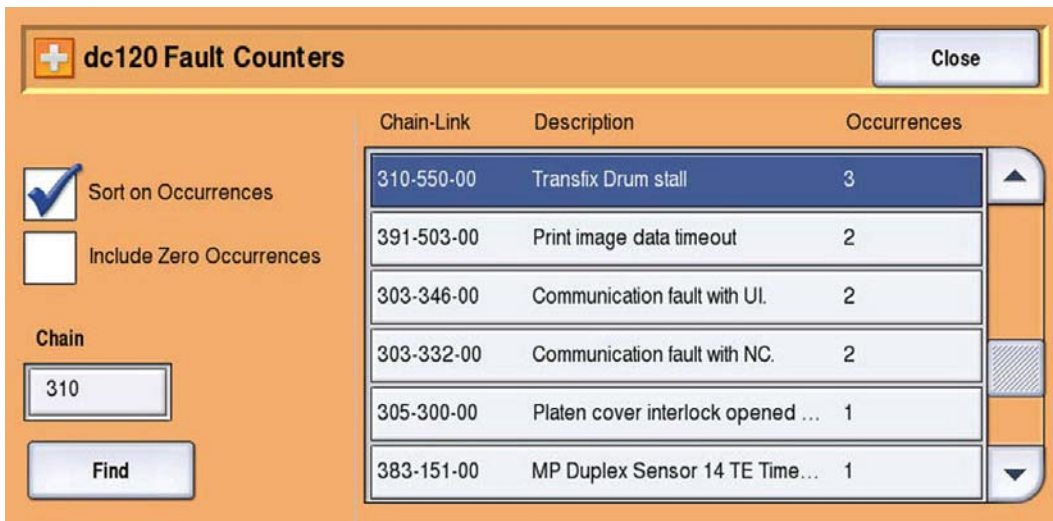 dc120 Fault Counters
Close
Chain-Link Description Occurrences
Sort on Occurrences
Include Zero Occurrences
Chain
310
Find
310-550-00 Transfix Drum stall 3
391-503-00 Print image data timeout 2
303-346-00 Communication fault with UI. 2
303-332-00 Communication fault with NC. 2
305-300-00 Platen cover interlock opened ... 1
383-151-00 MP Duplex Sensor 14 TE Time... 1